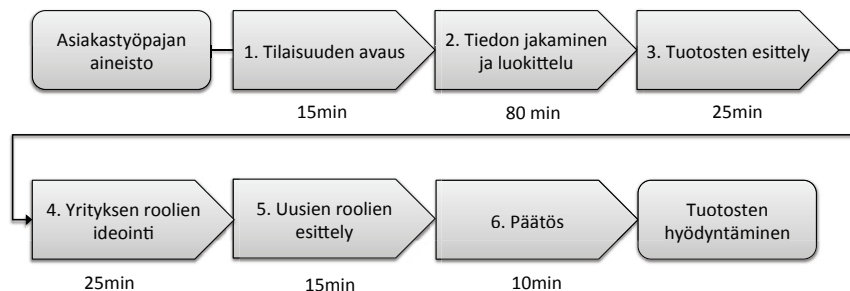 Asiakastyöpajan
aineisto
1. Tilaisuuden avaus
2. Tiedon jakaminen
ja luokittelu
3. Tuotosten esittely
15min
80 min
25min
4. Yrityksen roolien
ideointi
5. Uusien roolien
esittely
6. Päätös
Tuotosten
hyödyntäminen
25min
15min
10min